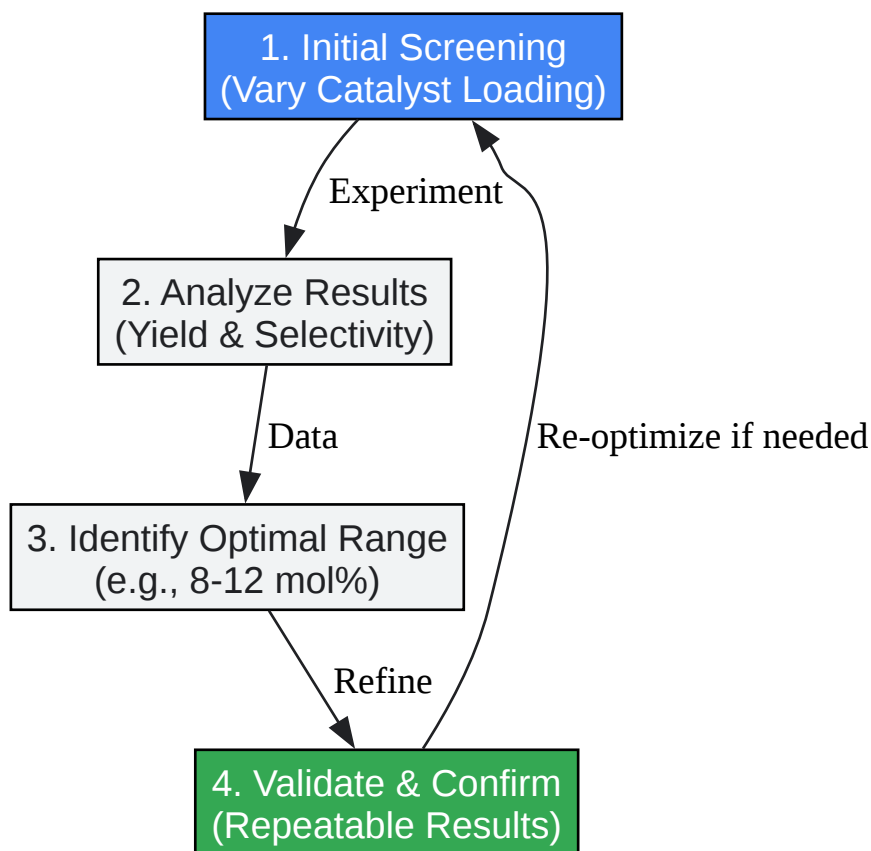 1. Initial Screening
(Vary Catalyst Loading)
Experiment
2. Analyze Results
(Yield & Selectivity)
Data
Re-optimize if needed
3. Identify Optimal Range
(e.g., 8-12 mol%)
Refine
4. Validate & Confirm
(Repeatable Results)